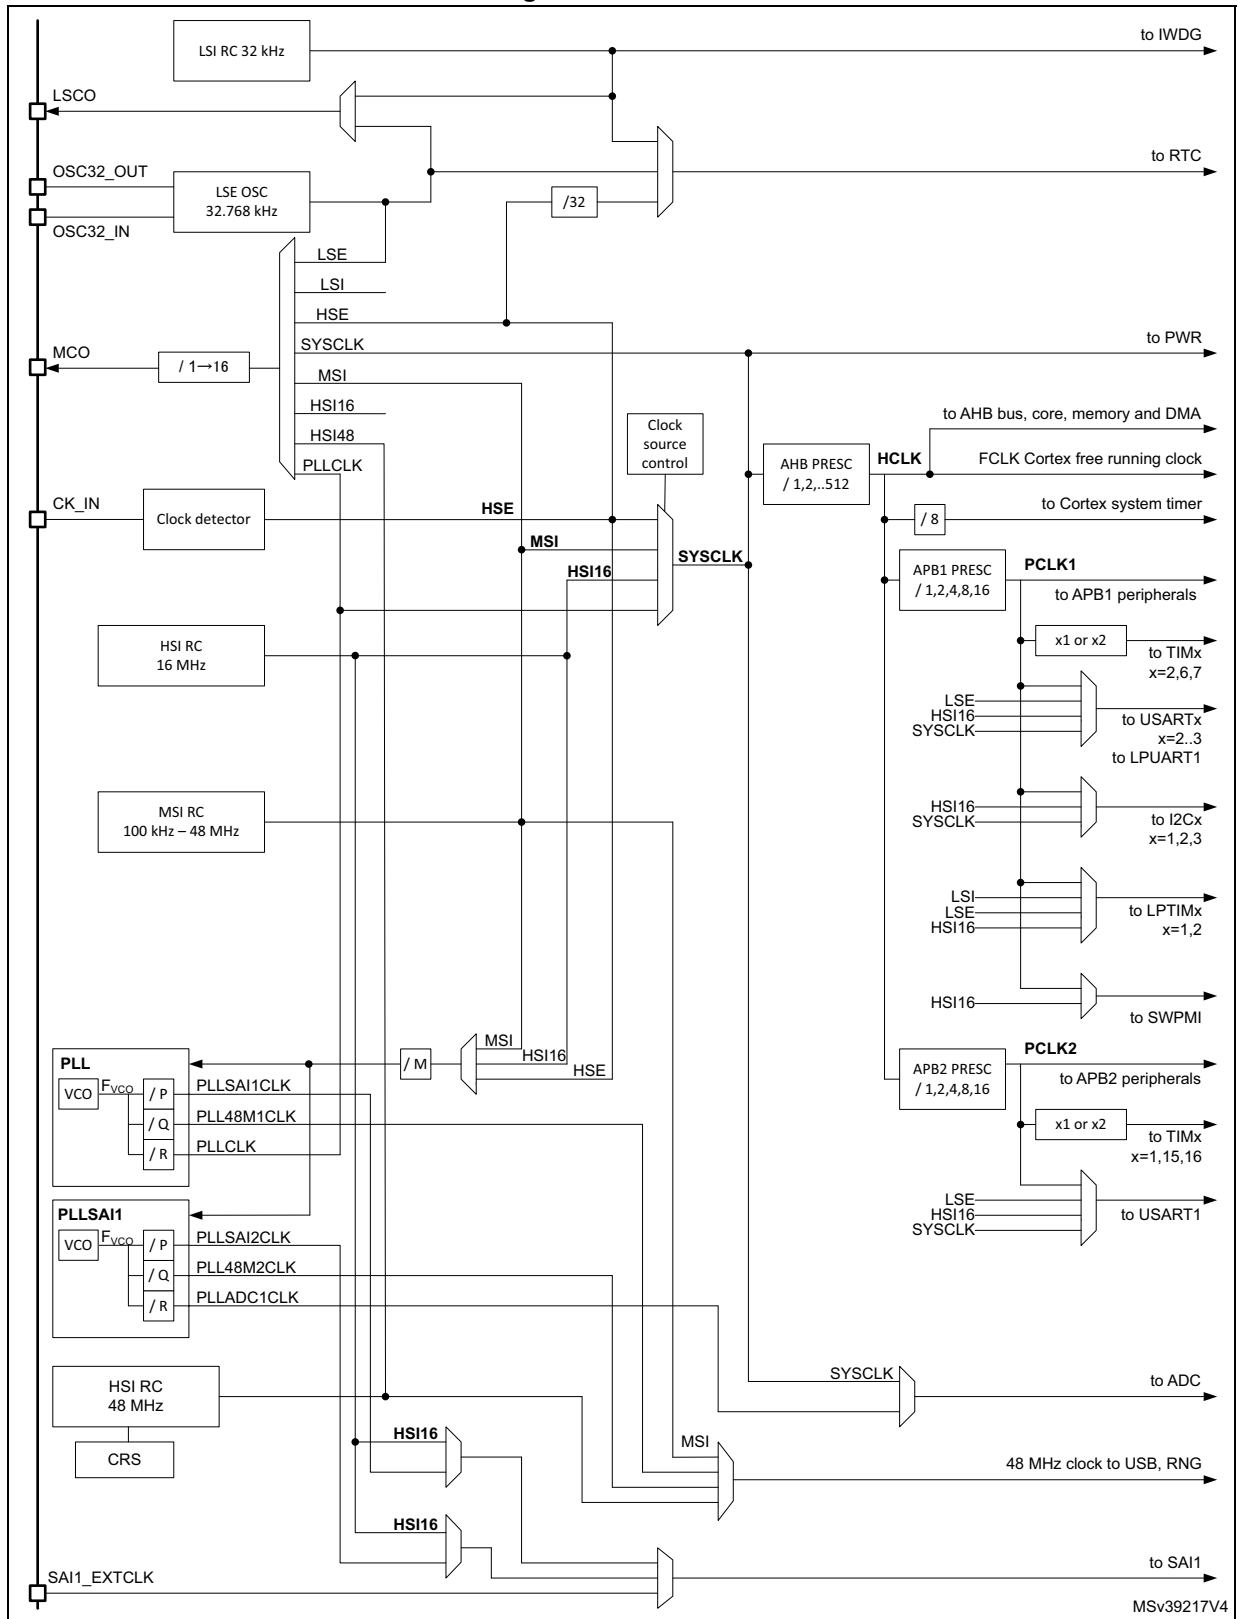 LSI RC 32 kHz
to IWDG
LSCO
to RTC
OSC32_OUT
LSE OSC
32.768 kHz
/32
OSC32_IN
LSE
LSI
HSE
SYSCLK
to PWR
MCO
/ 1→16
MSI
HSI16
HSI48
PLLCLK
Clock
source
control
to AHB bus, core, memory and DMA
AHB PRESC
/ 1,2,..512
HCLK
FCLK Cortex free running clock
CK_IN
Clock detector
HSE
/ 8
to Cortex system timer
MSI
HSI16
SYSCLK
APB1 PRESC
/ 1,2,4,8,16
PCLK1
to APB1 peripherals
HSI RC
16 MHz
x1 or x2
to TIMx
x=2,6,7
LSE
HSI16
SYSCLK
to USARTx
x=2..3
to LPUART1
MSI RC
100 kHz – 48 MHz
HSI16
SYSCLK
to I2Cx
x=1,2,3
LSI
LSE
HSI16
to LPTIMx
x=1,2
HSI16
to SWPMI
MSI
HSI16
HSE
/ M
PLL
VCO
FVCO
/ P
PLLSAI1CLK
/ Q
PLL48M1CLK
/ R
PLLCLK
APB2 PRESC
/ 1,2,4,8,16
PCLK2
to APB2 peripherals
x1 or x2
to TIMx
x=1,15,16
LSE
HSI16
SYSCLK
to USART1
PLLSAI1
VCO
FVCO
/ P
PLLSAI2CLK
/ Q
PLL48M2CLK
/ R
PLLADC1CLK
HSI RC
48 MHz
CRS
SYSCLK
to ADC
HSI16
MSI
48 MHz clock to USB, RNG
HSI16
SAI1_EXTCLK
to SAI1
MSv39217V4